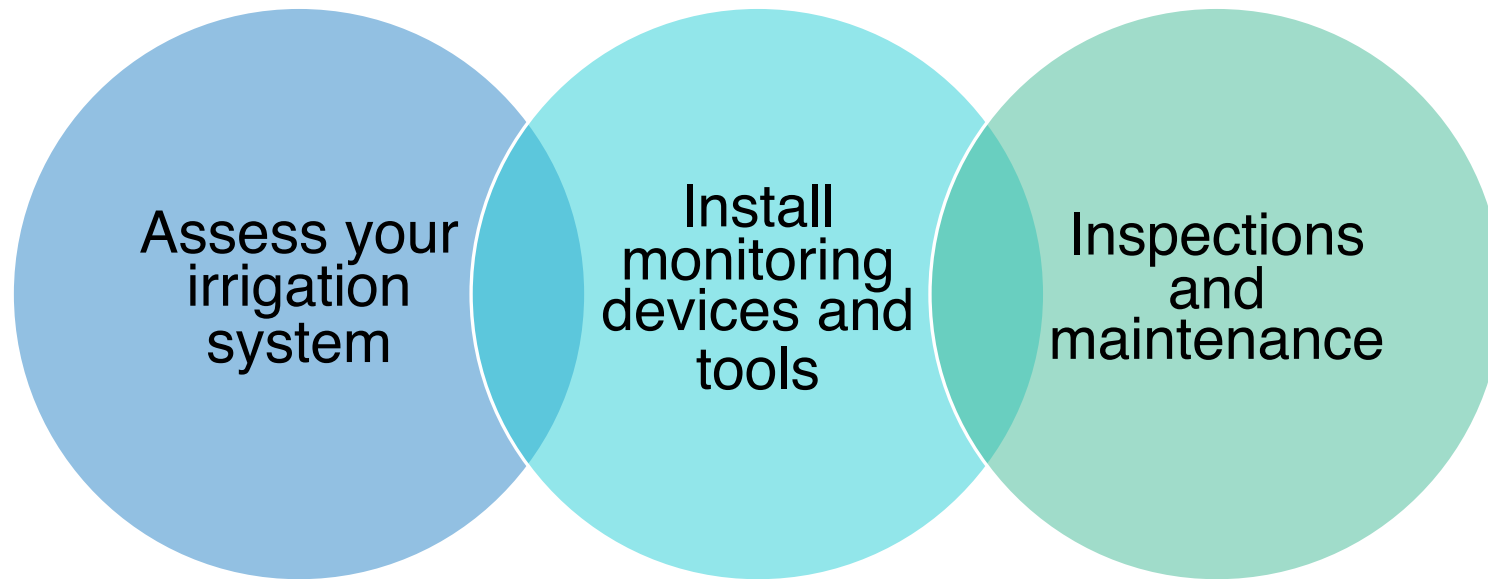 Assess your
irrigation
system
Install
monitoring
devices and
tools
Inspections
and
maintenance